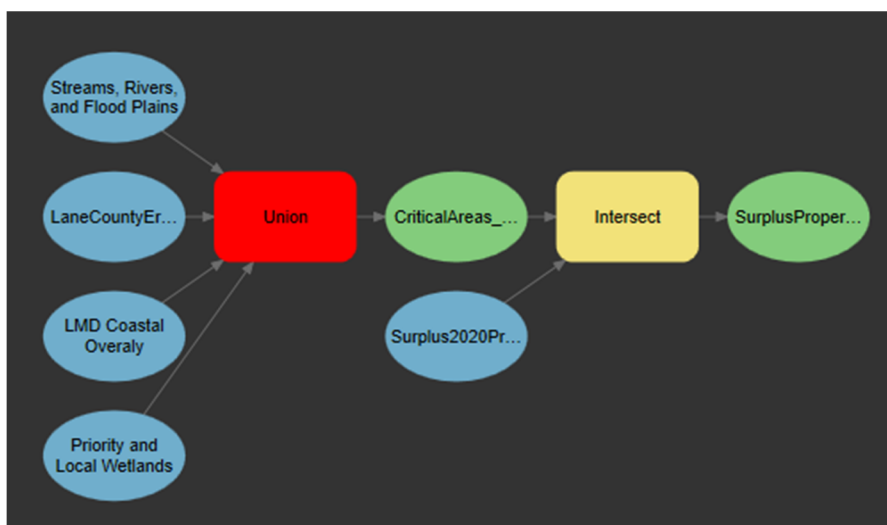 Streams, Rivers,
and Flood Plains
LaneCountyEr...
Union
CriticalAreas_...
Intersect
SurplusProper...
LMD Coastal
Overaly
Surplus2020Pr...
Priority and
Local Wetlands